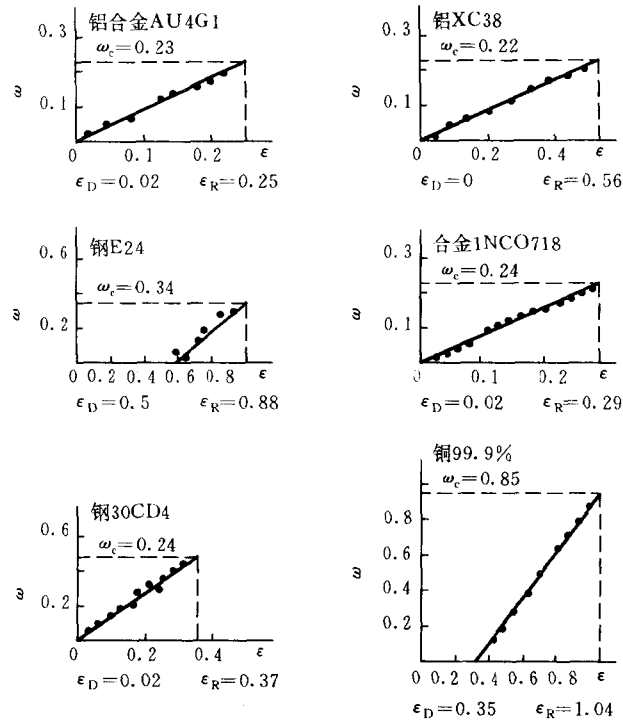 铝合金AU4G1
0.3
ω_c=0.23
ω
0.1
0 0.1 0.2 ε
ε_D=0.02 ε_R=0.25
铝XC38
0.3
ω_c=0.22
ω
0.1
0 0.2 0.4 ε
ε_D=0 ε_R=0.56
钢E24
0.6
ω_c=0.34
ω
0.2
0 0.2 0.4 0.6 0.8 ε
ε_D=0.5 ε_R=0.88
合金1NCO718
0.3
ω_c=0.24
ω
0.1
0 0.1 0.2 ε
ε_D=0.02 ε_R=0.29
钢30CD4
0.6
ω_c=0.24
ω
0.2
0 0.2 0.4 ε
ε_D=0.02 ε_R=0.37
铜99.9%
ω_c=0.85
0.8
0.6
ω
0.4
0.2
0 0.2 0.4 0.6 0.8 ε
ε_D=0.35 ε_R=1.04